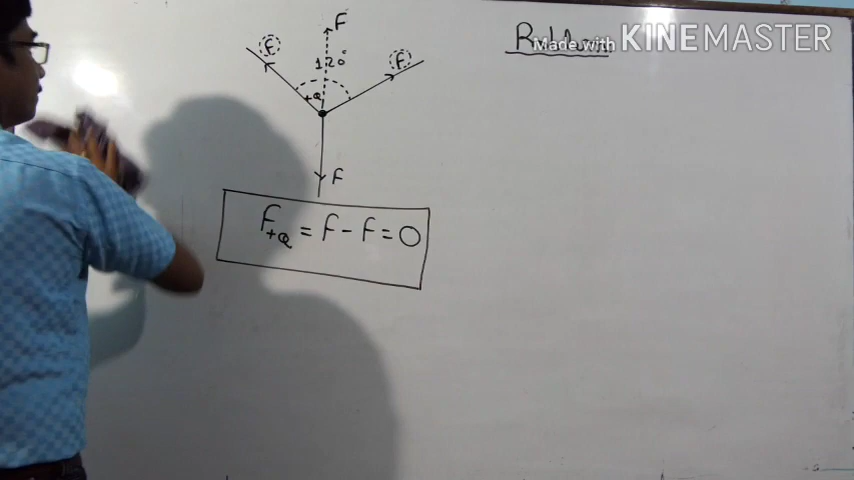 F
F
F
120°
+Q
F
F+Q = F - F = 0
Made with KINEMASTER